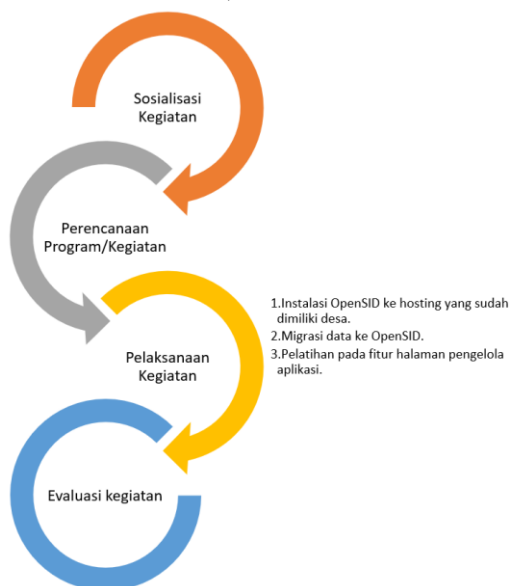 Sosialisasi
Kegiatan
Perencanaan
Program/Kegiatan
Pelaksanaan
Kegiatan
1.Instalasi OpenSID ke hosting yang sudah
dimiliki desa.
2.Migrasi data ke OpenSID.
3.Pelatihan pada fitur halaman pengelola
aplikasi.
Evaluasi kegiatan